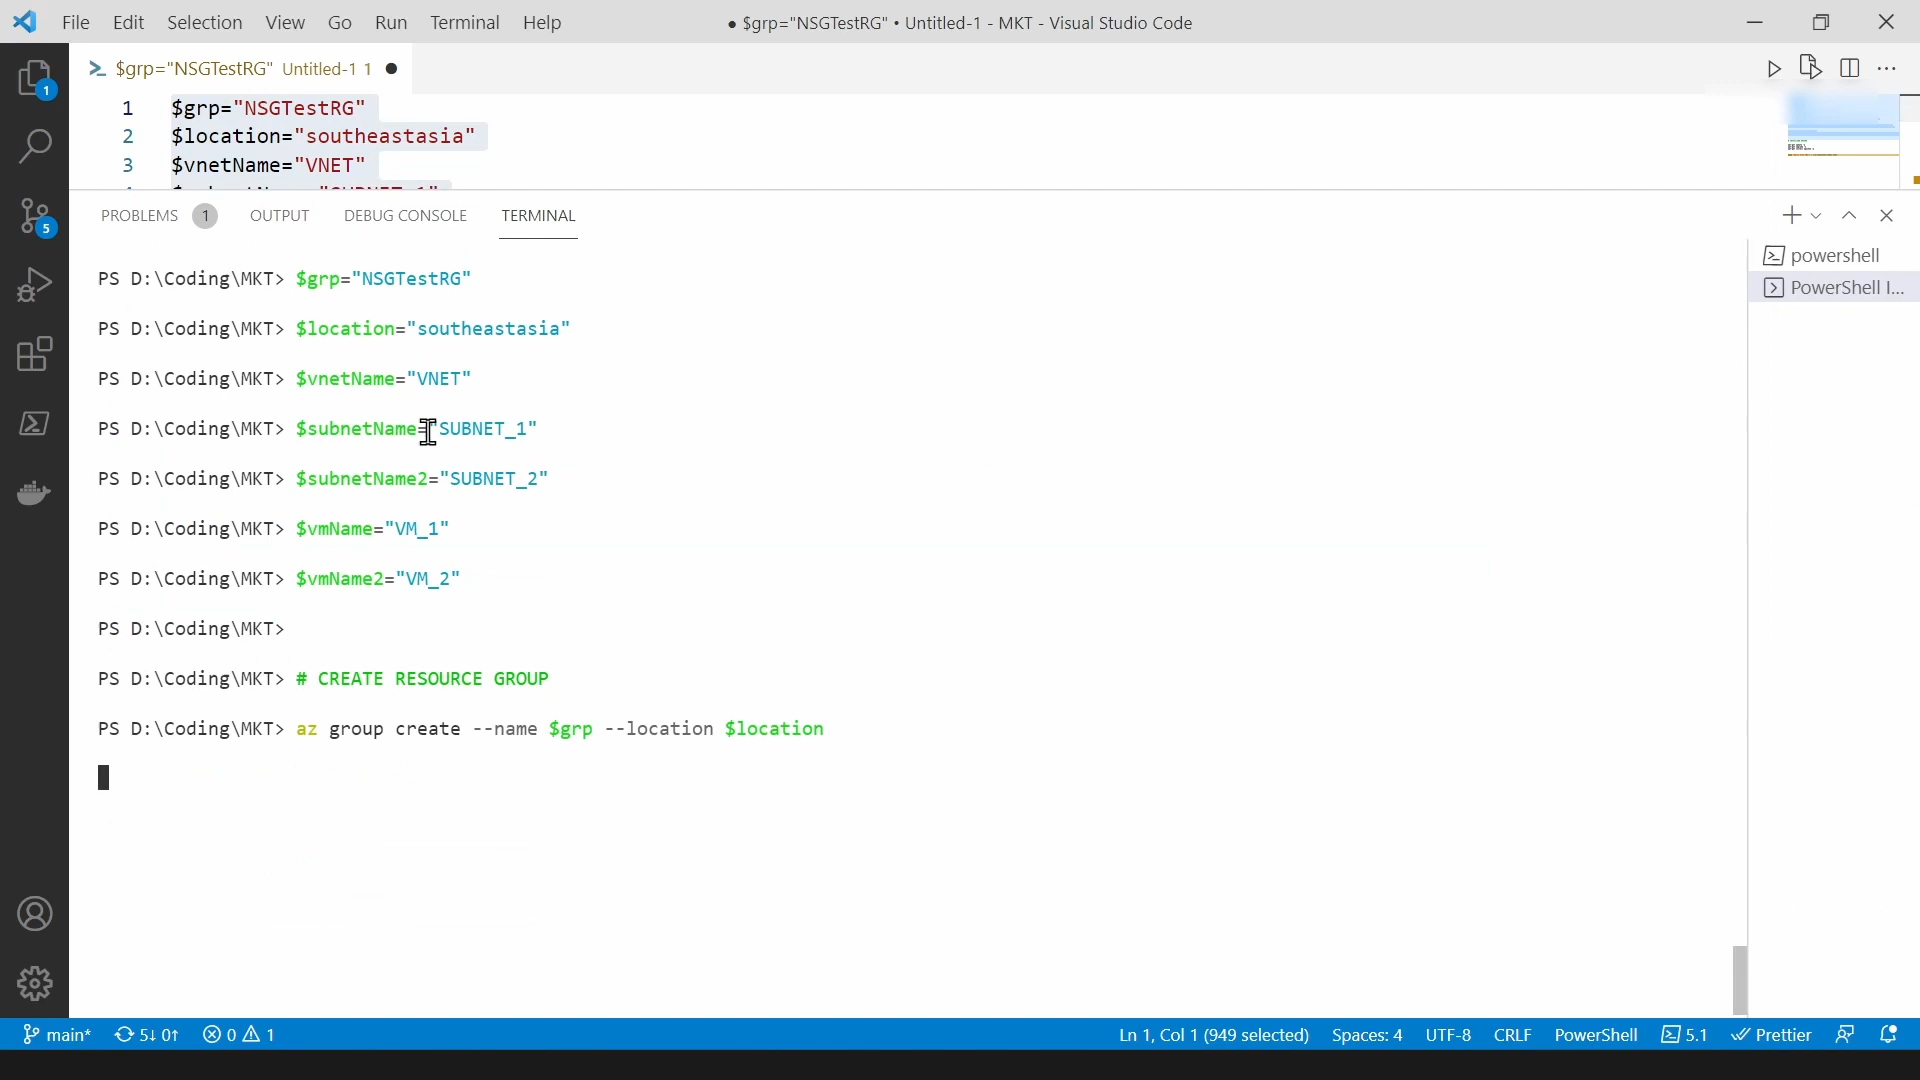 File Edit Selection View Go Run Terminal Help
● $grp="NSGTestRG" • Untitled-1 - MKT - Visual Studio Code
$grp="NSGTestRG" Untitled-1 1 ●
1 $grp="NSGTestRG"
2 $location="southeastasia"
3 $vnetName="VNET"
PROBLEMS 1 OUTPUT DEBUG CONSOLE TERMINAL
powershell
PowerShell I...
PS D:\Coding\MKT> $grp="NSGTestRG"
PS D:\Coding\MKT> $location="southeastasia"
PS D:\Coding\MKT> $vnetName="VNET"
PS D:\Coding\MKT> $subnetName="SUBNET_1"
PS D:\Coding\MKT> $subnetName2="SUBNET_2"
PS D:\Coding\MKT> $vmName="VM_1"
PS D:\Coding\MKT> $vmName2="VM_2"
PS D:\Coding\MKT>
PS D:\Coding\MKT> # CREATE RESOURCE GROUP
PS D:\Coding\MKT> az group create --name $grp --location $location
1
5
main* 5↓ 0↑ 0 1 Ln 1, Col 1 (949 selected) Spaces: 4 UTF-8 CRLF PowerShell 5.1 Prettier